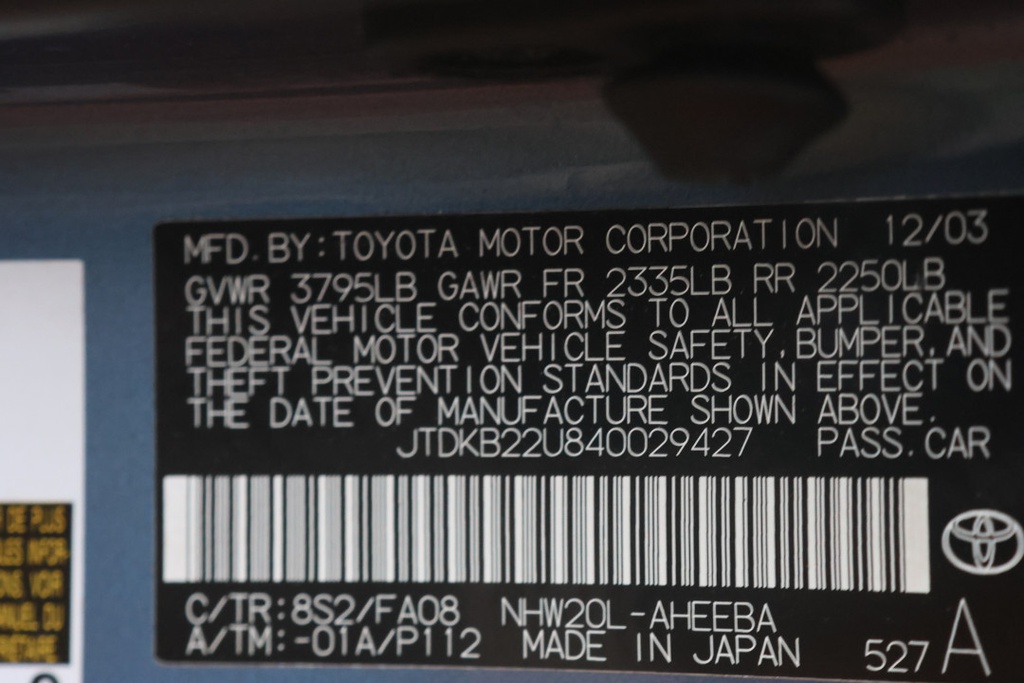 MFD. BY: TOYOTA MOTOR CORPORATION 12/03
GVWR 3795LB GAWR FR 2335LB RR 2250LB
THIS VEHICLE CONFORMS TO ALL APPLICABLE
FEDERAL MOTOR VEHICLE SAFETY, BUMPER, AND
THEFT PREVENTION STANDARDS IN EFFECT ON
THE DATE OF MANUFACTURE SHOWN ABOVE.
JTDKB22U840029427 PASS. CAR
C/TR: 8S2/FA08 NHW20L-AHEEBA
A/TM: -01A/P112 MADE IN JAPAN 527 A
DE PLUS